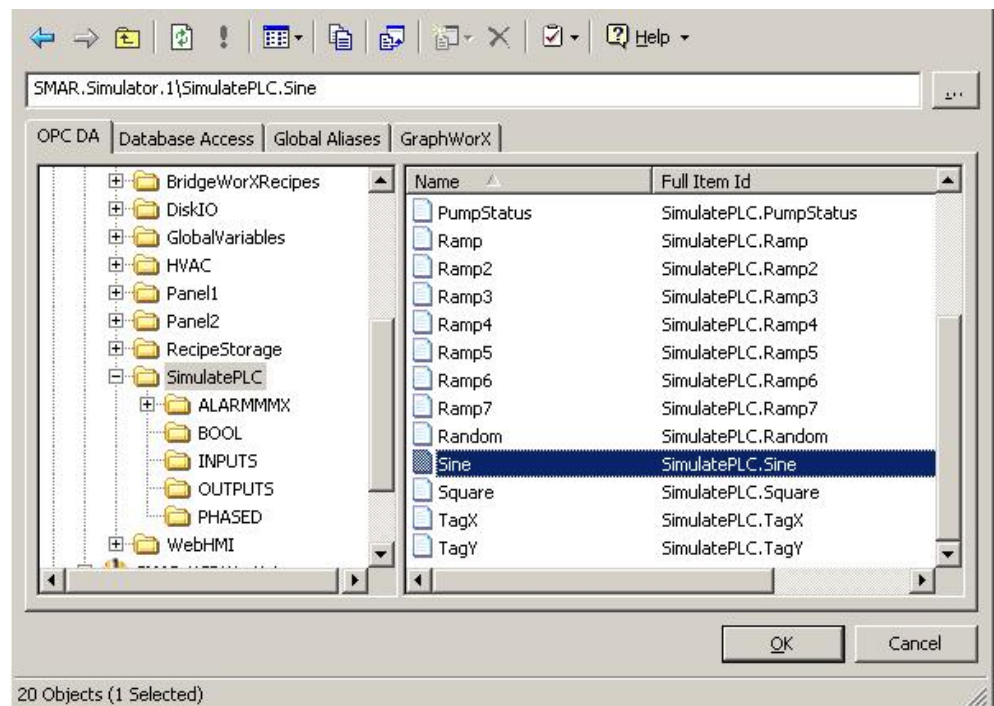 Help
SMAR.Simulator.1\SimulatePLC.Sine
...
OPC DA Database Access Global Aliases GraphWorX
BridgeWorXRecipes
DiskIO
GlobalVariables
HVAC
Panel1
Panel2
RecipeStorage
SimulatePLC
ALARMMMX
BOOL
INPUTS
OUTPUTS
PHASED
WebHMI
Name Full Item Id
PumpStatus SimulatePLC.PumpStatus
Ramp SimulatePLC.Ramp
Ramp2 SimulatePLC.Ramp2
Ramp3 SimulatePLC.Ramp3
Ramp4 SimulatePLC.Ramp4
Ramp5 SimulatePLC.Ramp5
Ramp6 SimulatePLC.Ramp6
Ramp7 SimulatePLC.Ramp7
Random SimulatePLC.Random
Sine SimulatePLC.Sine
Square SimulatePLC.Square
TagX SimulatePLC.TagX
TagY SimulatePLC.TagY
OK Cancel
20 Objects (1 Selected)